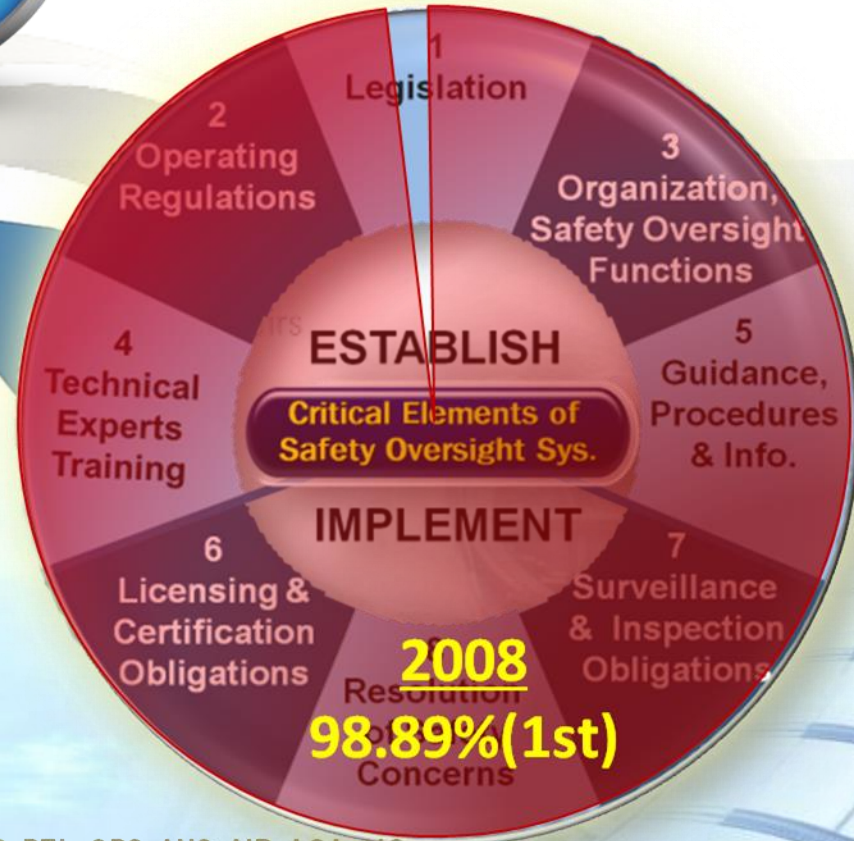 1
Legislation
2
Operating
Regulations
3
Organization,
Safety Oversight
Functions
4
Technical
Experts
Training
ESTABLISH
Critical Elements of
Safety Oversight Sys.
IMPLEMENT
5
Guidance,
Procedures
& Info.
6
Licensing &
Certification
Obligations
7
Surveillance
& Inspection
Obligations
2008
Resolution
98.89%(1st)
of
Concerns